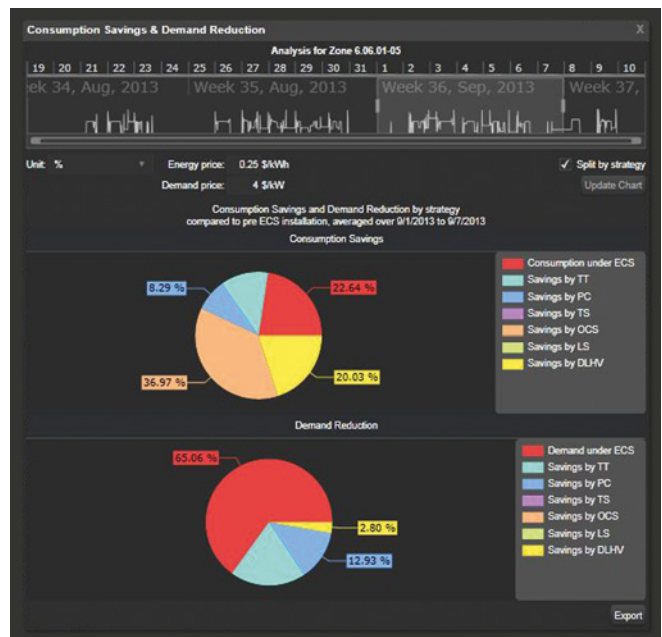 Consumption Savings & Demand Reduction X
Analysis for Zone 6.06.01-05
19 20 21 22 23 24 25 26 27 28 29 30 31 1 2 3 4 5 6 7 8 9 10
ek 34, Aug, 2013 Week 35, Aug, 2013 Week 36, Sep, 2013 Week 37,
Unit: % Energy price: 0.25 $/kWh Split by strategy
Demand price: 4 $/kW Update Chart
Consumption Savings and Demand Reduction by strategy
compared to pre ECS installation, averaged over 9/1/2013 to 9/7/2013
Consumption Savings
8.29 %
22.64 %
36.97 %
20.03 %
Consumption under ECS
Savings by TT
Savings by PC
Savings by TS
Savings by OCS
Savings by LS
Savings by DLHV
Demand Reduction
65.06 %
2.80 %
12.93 %
Demand under ECS
Savings by TT
Savings by PC
Savings by TS
Savings by OCS
Savings by LS
Savings by DLHV
Export